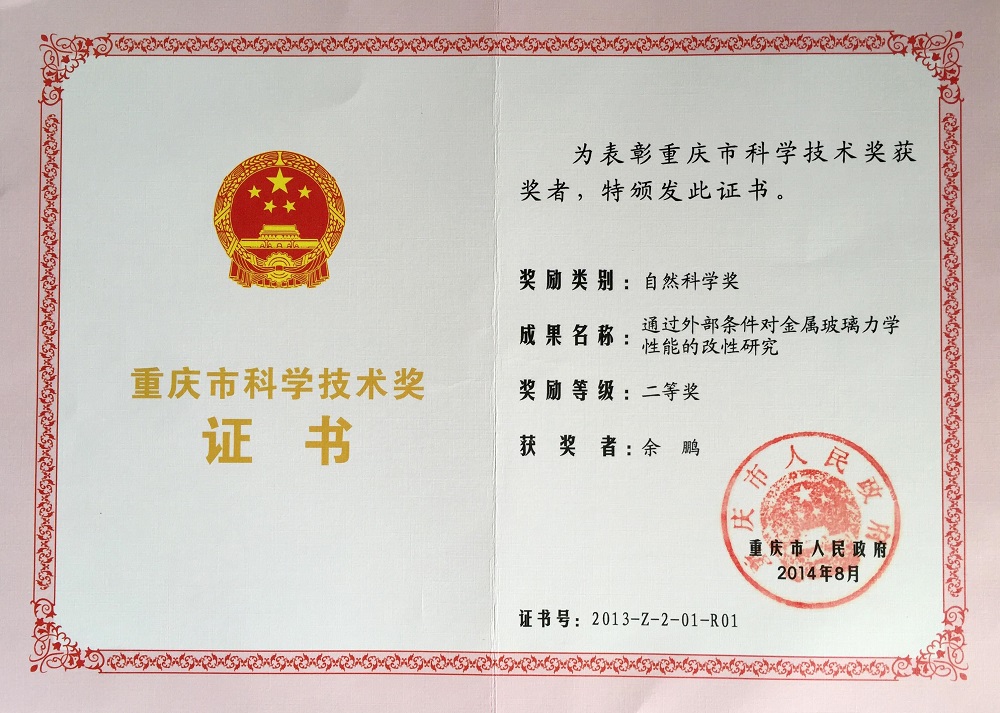 重庆市科学技术奖
证 书
为表彰重庆市科学技术奖获
奖者，特颁发此证书。
奖励类别：自然科学奖
成果名称：通过外部条件对金属玻璃力学
性能的改性研究
奖励等级：二等奖
获 奖 者：余 鹏
重庆市人民政府
重庆市人民政府
2014年8月
证书号：2013-Z-2-01-R01